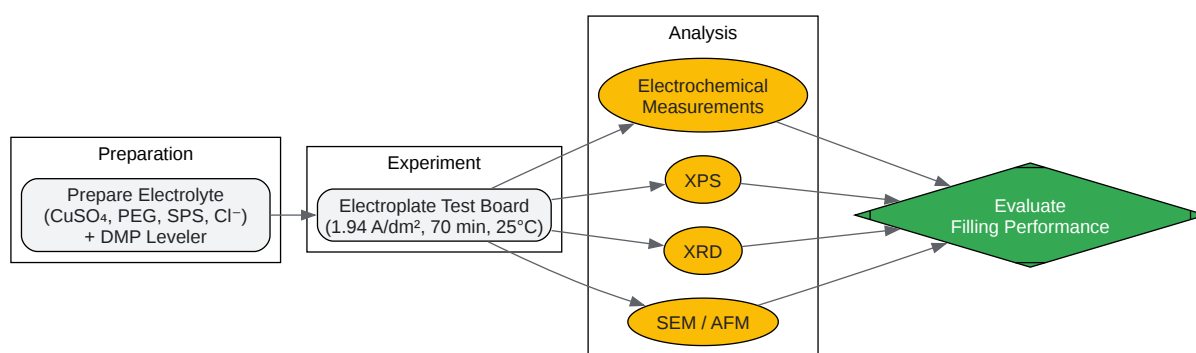 Preparation
Prepare Electrolyte
(CuSO₄, PEG, SPS, Cl⁻)
+ DMP Leveler
Experiment
Electroplate Test Board
(1.94 A/dm², 70 min, 25°C)
Analysis
Electrochemical
Measurements
XPS
XRD
SEM / AFM
Evaluate
Filling Performance